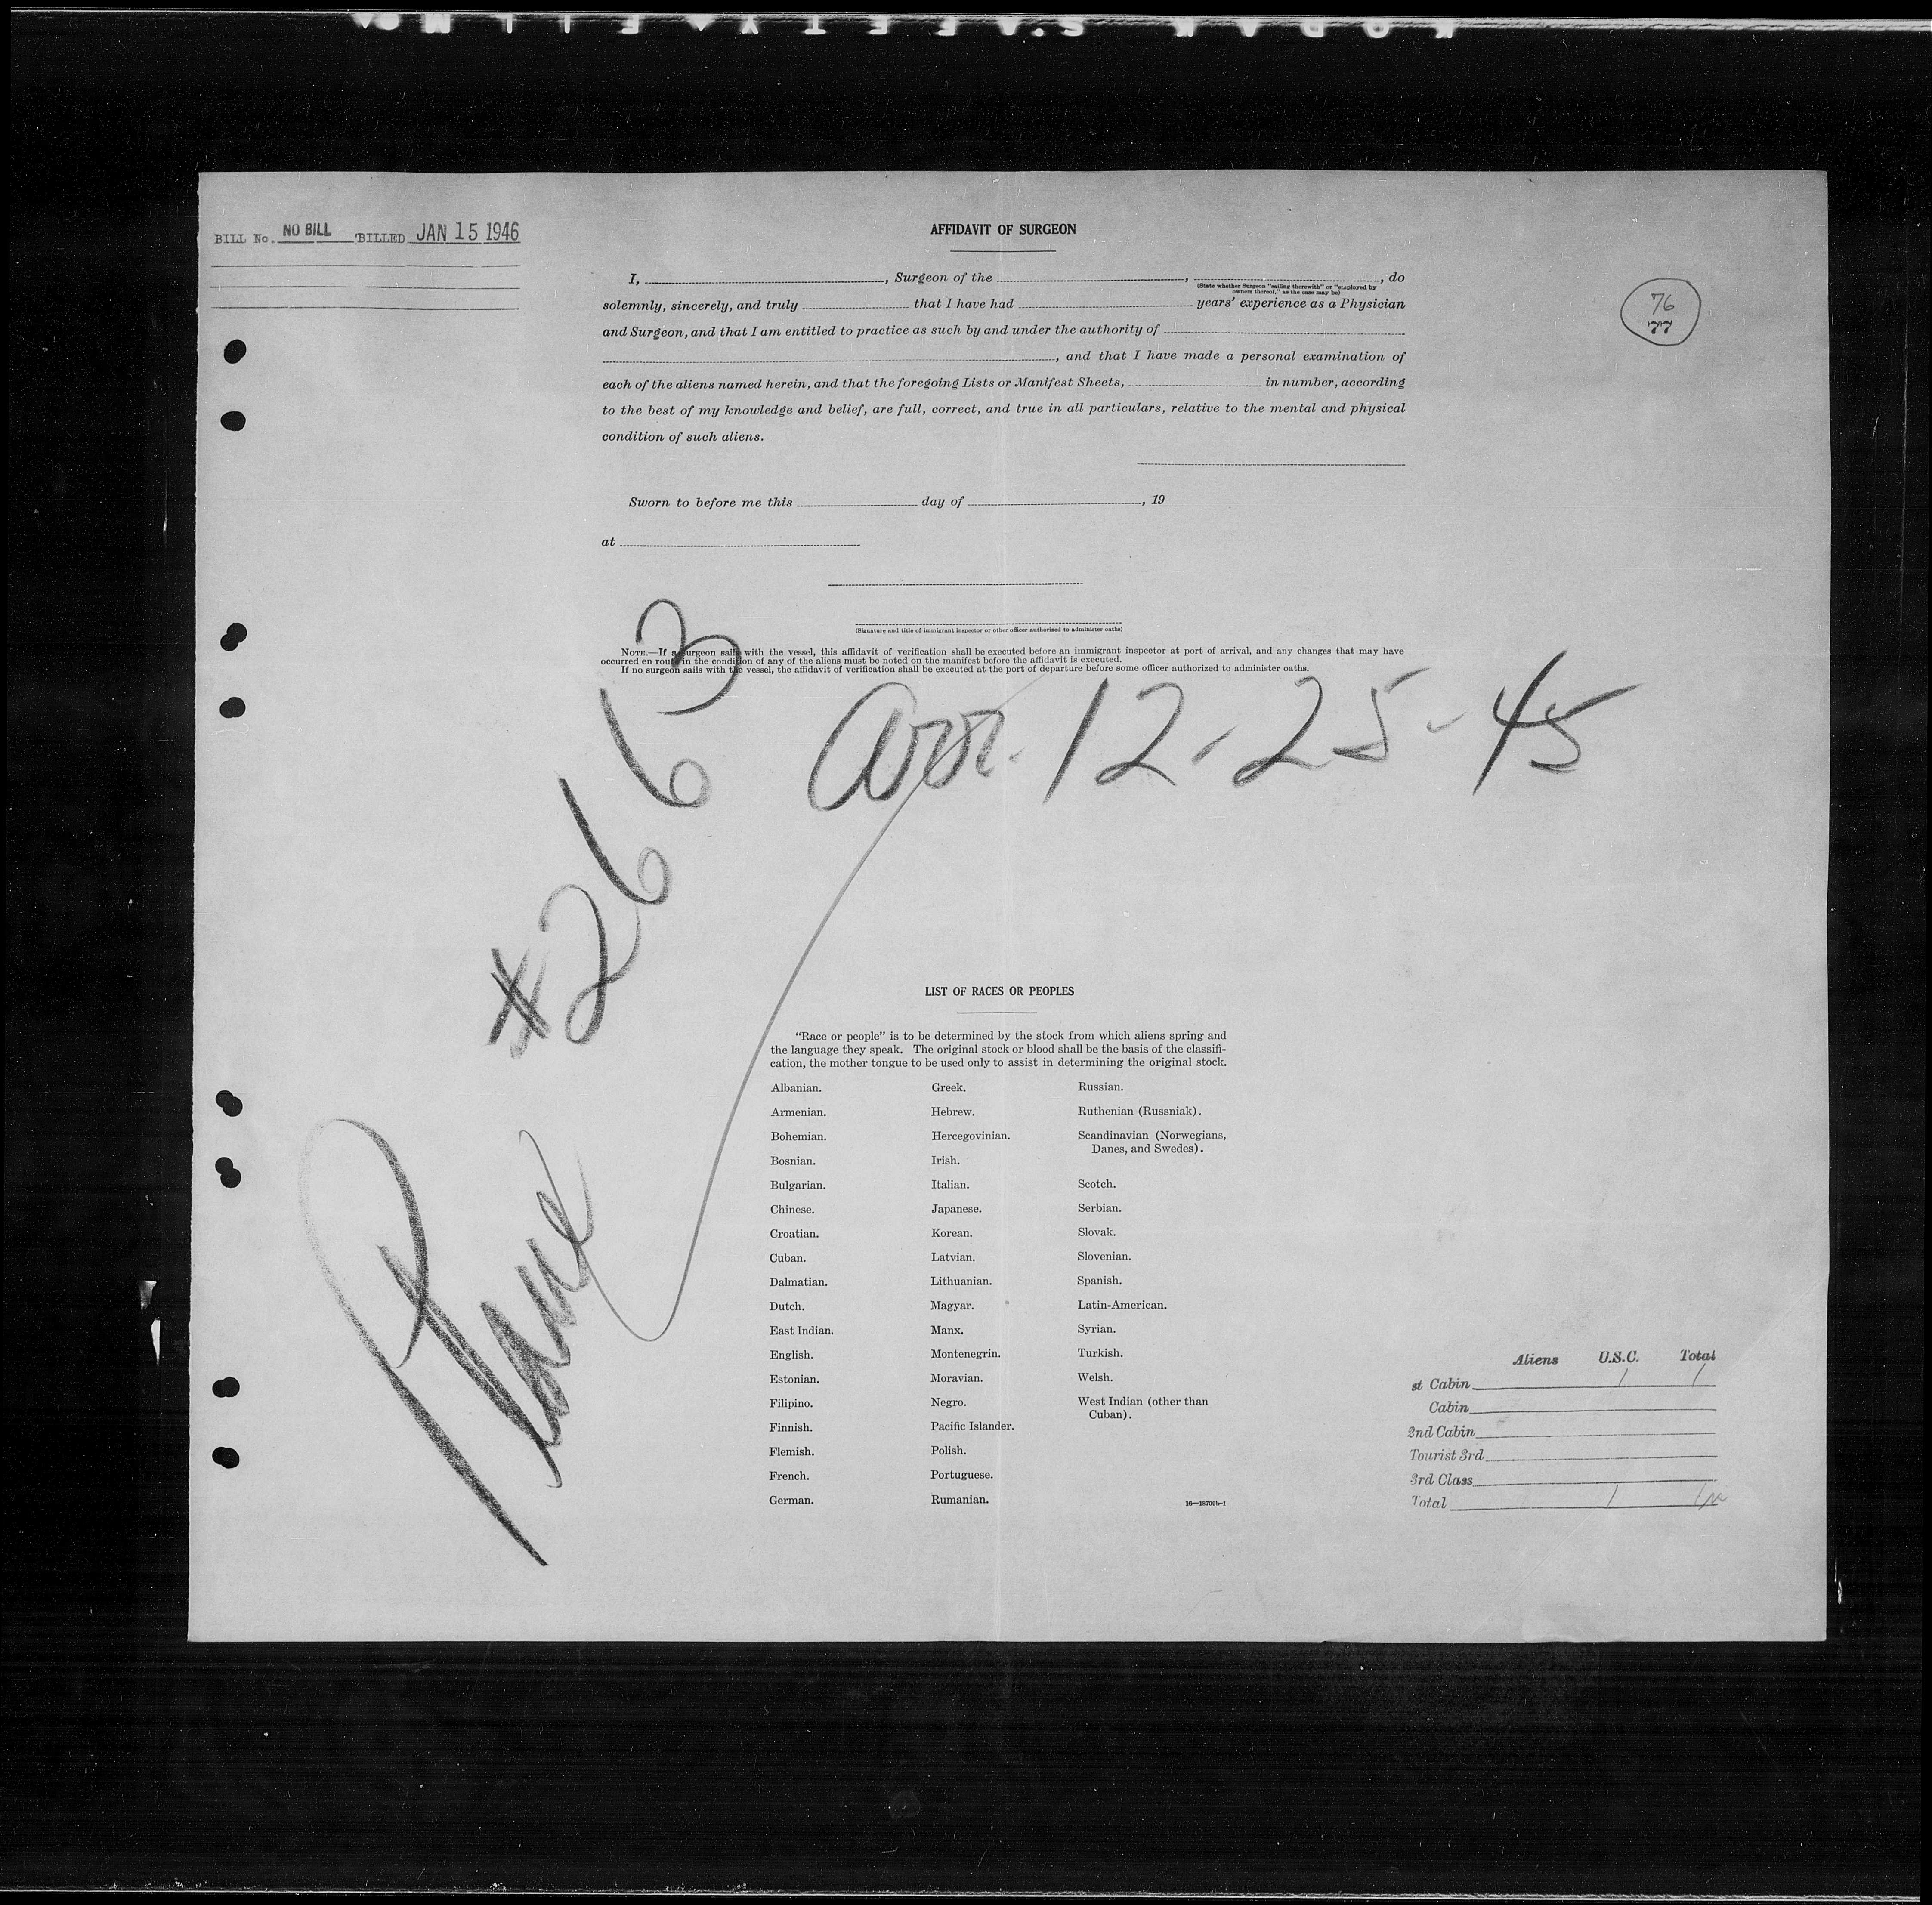 KODAK SAFETY FILM
BILL No. NO BILL BILLED JAN 15 1946
AFFIDAVIT OF SURGEON
76
77
I, , Surgeon of the , , do
(State whether Surgeon "sailing therewith" or "employed by
owners thereof," as the case may be)
solemnly, sincerely, and truly that I have had years' experience as a Physician
and Surgeon, and that I am entitled to practice as such by and under the authority of
, and that I have made a personal examination of
each of the aliens named herein, and that the foregoing Lists or Manifest Sheets, in number, according
to the best of my knowledge and belief, are full, correct, and true in all particulars, relative to the mental and physical
condition of such aliens.
Sworn to before me this day of , 19
at
(Signature and title of immigrant inspector or other officer authorized to administer oaths)
NOTE.—If a surgeon sails with the vessel, this affidavit of verification shall be executed before an immigrant inspector at port of arrival, and any changes that may have
occurred en route in the condition of any of the aliens must be noted on the manifest before the affidavit is executed.
If no surgeon sails with the vessel, the affidavit of verification shall be executed at the port of departure before some officer authorized to administer oaths.
Plane #2663
arr. 12-25-45
LIST OF RACES OR PEOPLES
"Race or people" is to be determined by the stock from which aliens spring and
the language they speak. The original stock or blood shall be the basis of the classifi-
cation, the mother tongue to be used only to assist in determining the original stock.
Albanian. Greek. Russian.
Armenian. Hebrew. Ruthenian (Russniak).
Bohemian. Hercegovinian. Scandinavian (Norwegians,
Danes, and Swedes).
Bosnian. Irish.
Bulgarian. Italian. Scotch.
Chinese. Japanese. Serbian.
Croatian. Korean. Slovak.
Cuban. Latvian. Slovenian.
Dalmatian. Lithuanian. Spanish.
Dutch. Magyar. Latin-American.
East Indian. Manx. Syrian.
English. Montenegrin. Turkish.
Estonian. Moravian. Welsh.
Filipino. Negro. West Indian (other than
Cuban).
Finnish. Pacific Islander.
Flemish. Polish.
French. Portuguese.
German. Rumanian.
Aliens U.S.C. Total
st Cabin 1 1
Cabin
2nd Cabin
Tourist 3rd
3rd Class
Total 1 1